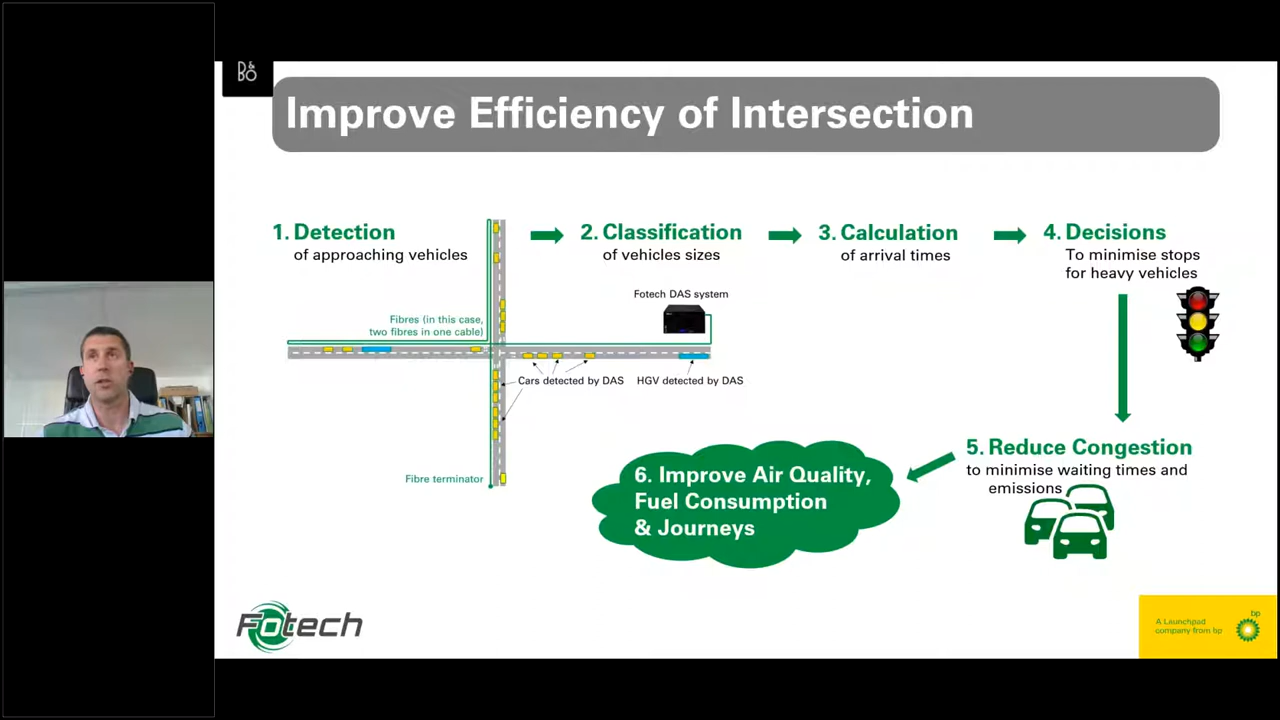 D&
BO
Improve Efficiency of Intersection
1. Detection
of approaching vehicles
2. Classification
of vehicles sizes
3. Calculation
of arrival times
4. Decisions
To minimise stops
for heavy vehicles
Fotech DAS system
Fibres (in this case,
two fibres in one cable)
Cars detected by DAS
HGV detected by DAS
Fibre terminator
5. Reduce Congestion
to minimise waiting times and
emissions
6. Improve Air Quality,
Fuel Consumption
& Journeys
Fotech
A Launchpad
company from bp
bp